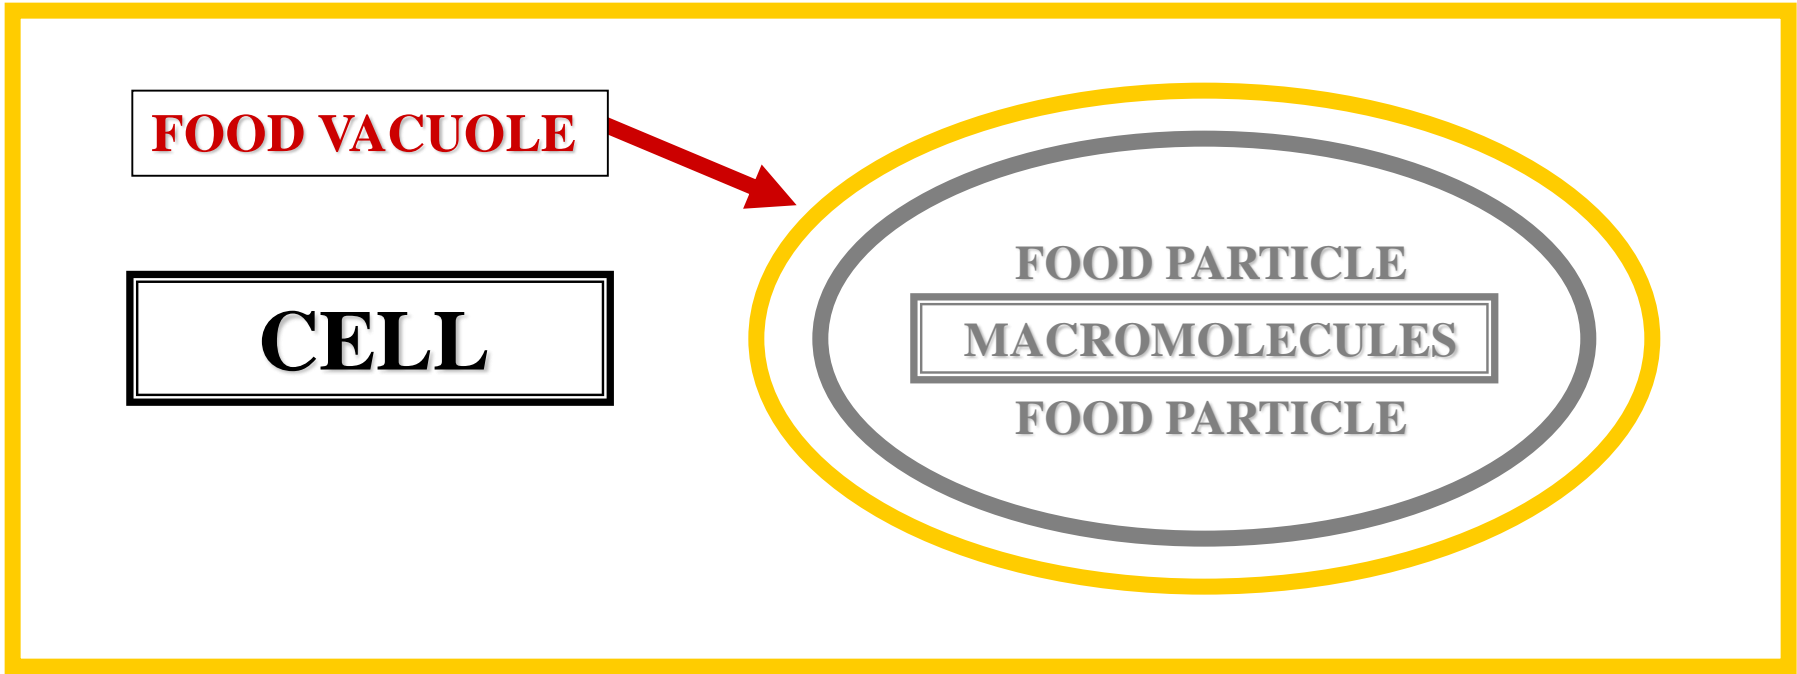 FOOD VACUOLE
CELL
FOOD PARTICLE
MACROMOLECULES
FOOD PARTICLE